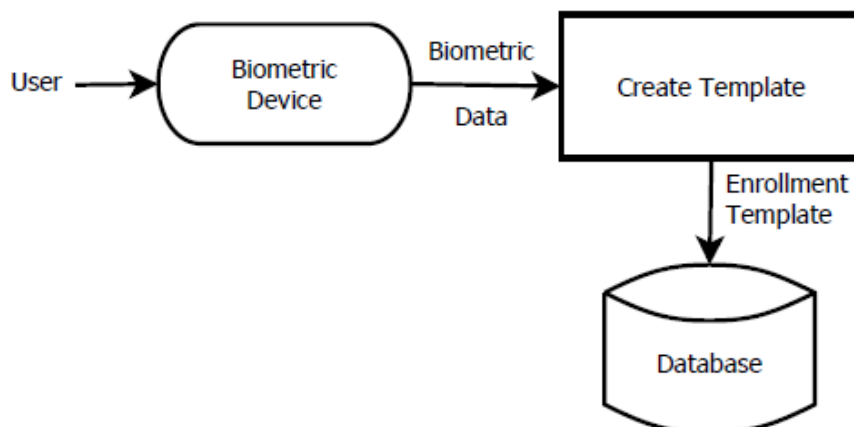 User
Biometric
Device
Biometric
Data
Create Template
Enrollment
Template
Database